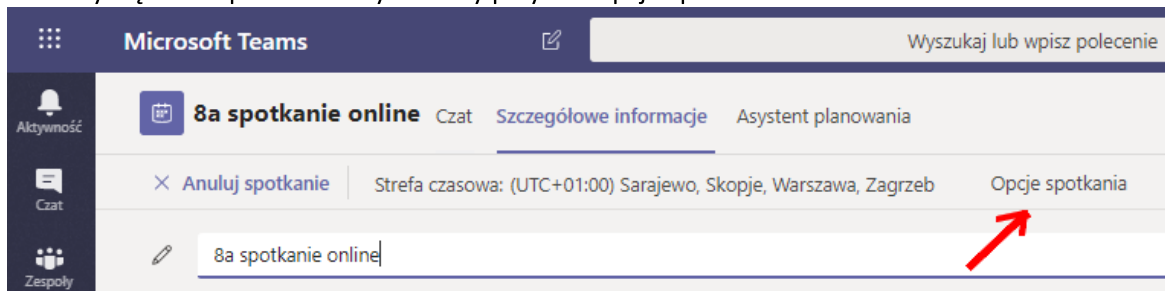 Microsoft Teams
Wyszukaj lub wpisz polecenie
Aktywność
8a spotkanie online Czat Szczegółowe informacje Asystent planowania
Anuluj spotkanie Strefa czasowa: (UTC+01:00) Sarajewo, Skopje, Warszawa, Zagrzeb Opcje spotkania
Czat
8a spotkanie online
Zespoły